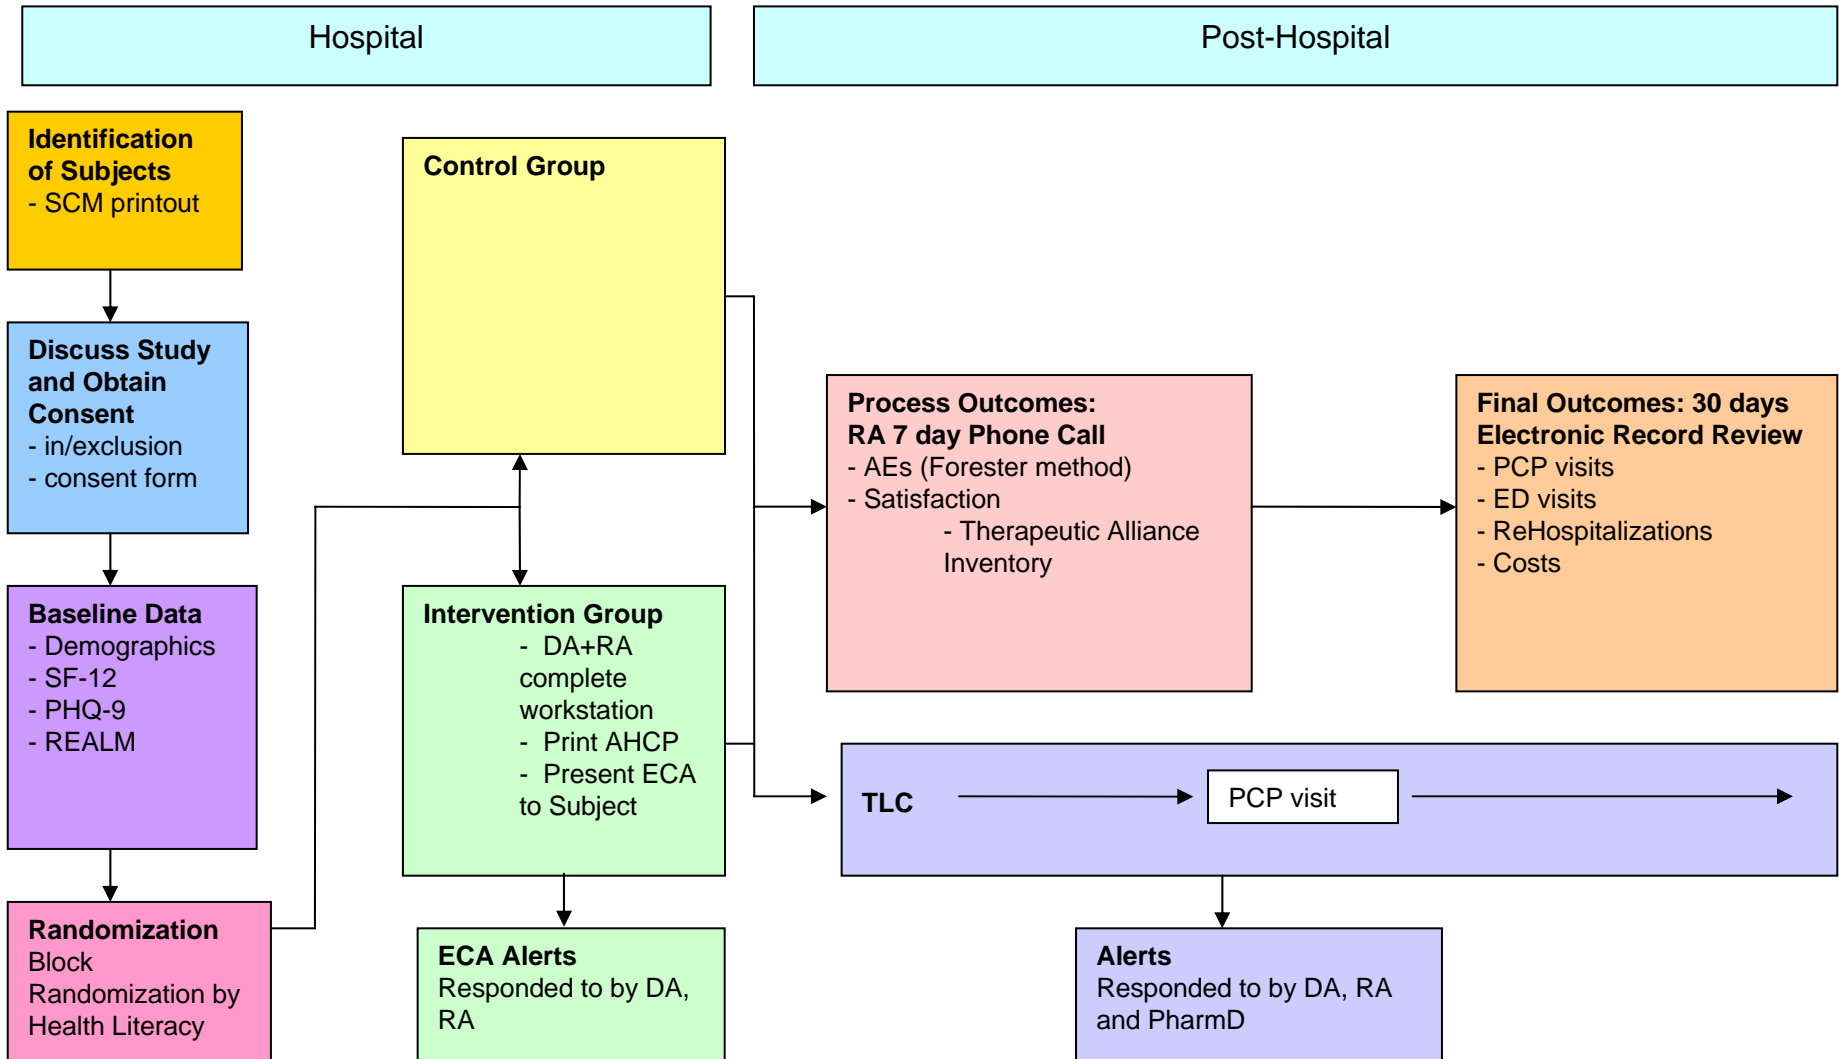 Hospital
Post-Hospital
Identification
of Subjects
- SCM printout
Discuss Study
and Obtain
Consent
- in/exclusion
- consent form
Baseline Data
- Demographics
- SF-12
- PHQ-9
- REALM
Randomization
Block
Randomization by
Health Literacy
Control Group
Intervention Group
- DA+RA
complete
workstation
- Print AHCP
- Present ECA
to Subject
ECA Alerts
Responded to by DA,
RA
Process Outcomes:
RA 7 day Phone Call
- AEs (Forester method)
- Satisfaction
- Therapeutic Alliance
Inventory
Final Outcomes: 30 days
Electronic Record Review
- PCP visits
- ED visits
- ReHospitalizations
- Costs
TLC
PCP visit
Alerts
Responded to by DA, RA
and PharmD